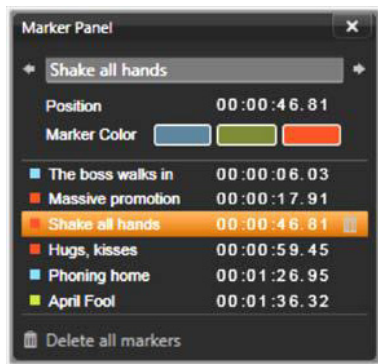 Marker Panel
Shake all hands
Position 00:00:46.81
Marker Color
The boss walks in 00:00:06.03
Massive promotion 00:00:17.91
Shake all hands 00:00:46.81
Hugs, kisses 00:00:59.45
Phoning home 00:01:26.95
April Fool 00:01:36.32
Delete all markers